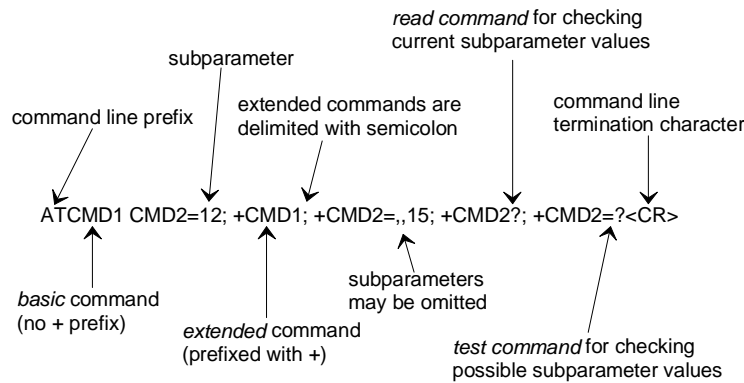 read command for checking
current subparameter values
subparameter
extended commands are
delimited with semicolon
command line
termination character
command line prefix
ATCMD1 CMD2=12; +CMD1; +CMD2=,,15; +CMD2?; +CMD2=?<CR>
subparameters
may be omitted
basic command
(no + prefix)
extended command
(prefixed with +)
test command for checking
possible subparameter values